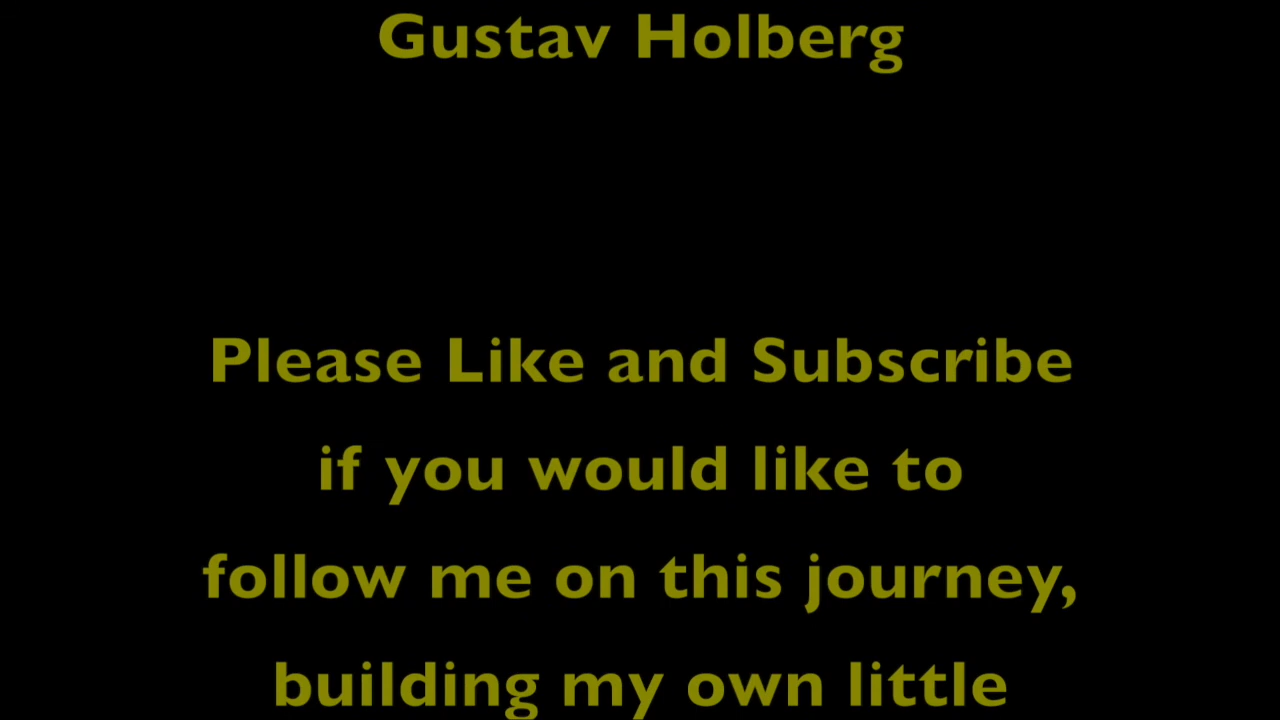 Gustav Holberg
Please Like and Subscribe
if you would like to
follow me on this journey,
building my own little